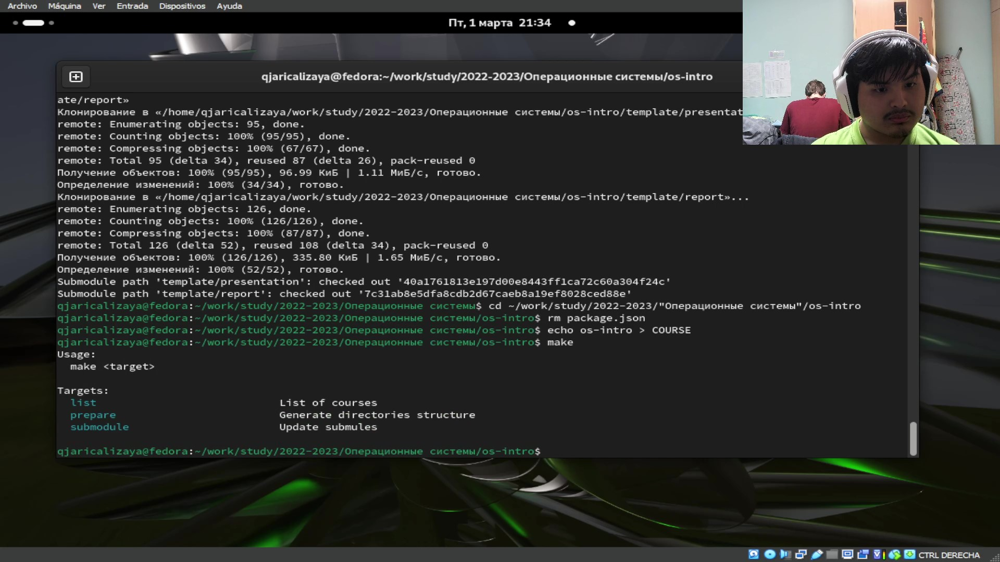 Archivo Máquina Ver Entrada Dispositivos Ayuda
Пт, 1 марта 21:34
qjaricalizaya@fedora:~/work/study/2022-2023/Операционные системы/os-intro
ate/report»
Клонирование в «/home/qjaricalizaya/work/study/2022-2023/Операционные системы/os-intro/template/presentat
remote: Enumerating objects: 95, done.
remote: Counting objects: 100% (95/95), done.
remote: Compressing objects: 100% (67/67), done.
remote: Total 95 (delta 34), reused 87 (delta 26), pack-reused 0
Получение объектов: 100% (95/95), 96.99 КиБ | 1.11 МиБ/с, готово.
Определение изменений: 100% (34/34), готово.
Клонирование в «/home/qjaricalizaya/work/study/2022-2023/Операционные системы/os-intro/template/report»...
remote: Enumerating objects: 126, done.
remote: Counting objects: 100% (126/126), done.
remote: Compressing objects: 100% (87/87), done.
remote: Total 126 (delta 52), reused 108 (delta 34), pack-reused 0
Получение объектов: 100% (126/126), 335.80 КиБ | 1.65 МиБ/с, готово.
Определение изменений: 100% (52/52), готово.
Submodule path 'template/presentation': checked out '40a1761813e197d00e8443ff1ca72c60a304f24c'
Submodule path 'template/report': checked out '7c31ab8e5dfa8cdb2d67caeb8a19ef8028ced88e'
qjaricalizaya@fedora:~/work/study/2022-2023/Операционные системы$ cd ~/work/study/2022-2023/"Операционные системы"/os-intro
qjaricalizaya@fedora:~/work/study/2022-2023/Операционные системы/os-intro$ rm package.json
qjaricalizaya@fedora:~/work/study/2022-2023/Операционные системы/os-intro$ echo os-intro > COURSE
qjaricalizaya@fedora:~/work/study/2022-2023/Операционные системы/os-intro$ make
Usage:
make <target>
Targets:
list List of courses
prepare Generate directories structure
submodule Update submules
qjaricalizaya@fedora:~/work/study/2022-2023/Операционные системы/os-intro$
CTRL DERECHA